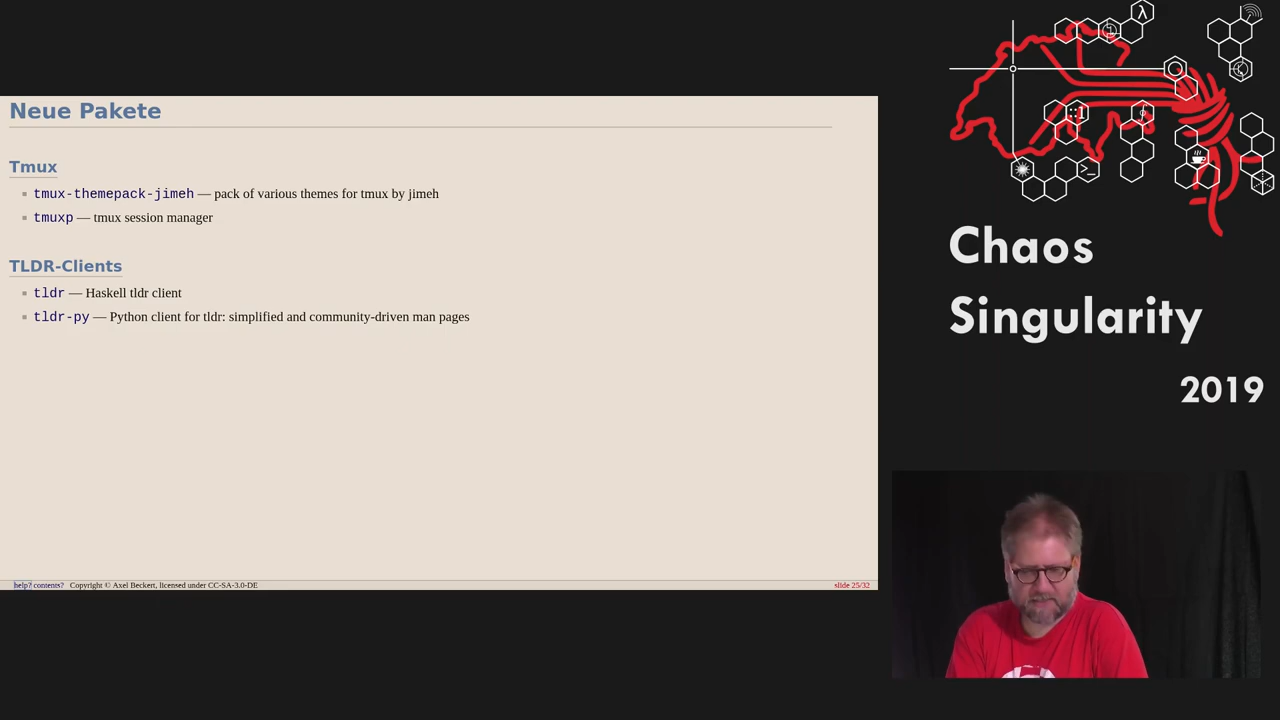 Neue Pakete
Tmux
tmux-themepack-jimeh — pack of various themes for tmux by jimeh
tmuxp — tmux session manager
TLDR-Clients
tldr — Haskell tldr client
tldr-py — Python client for tldr: simplified and community-driven man pages
help? contents? Copyright © Axel Beckert, licensed under CC-SA-3.0-DE
slide 25/32
λ
>_
Chaos
Singularity
2019